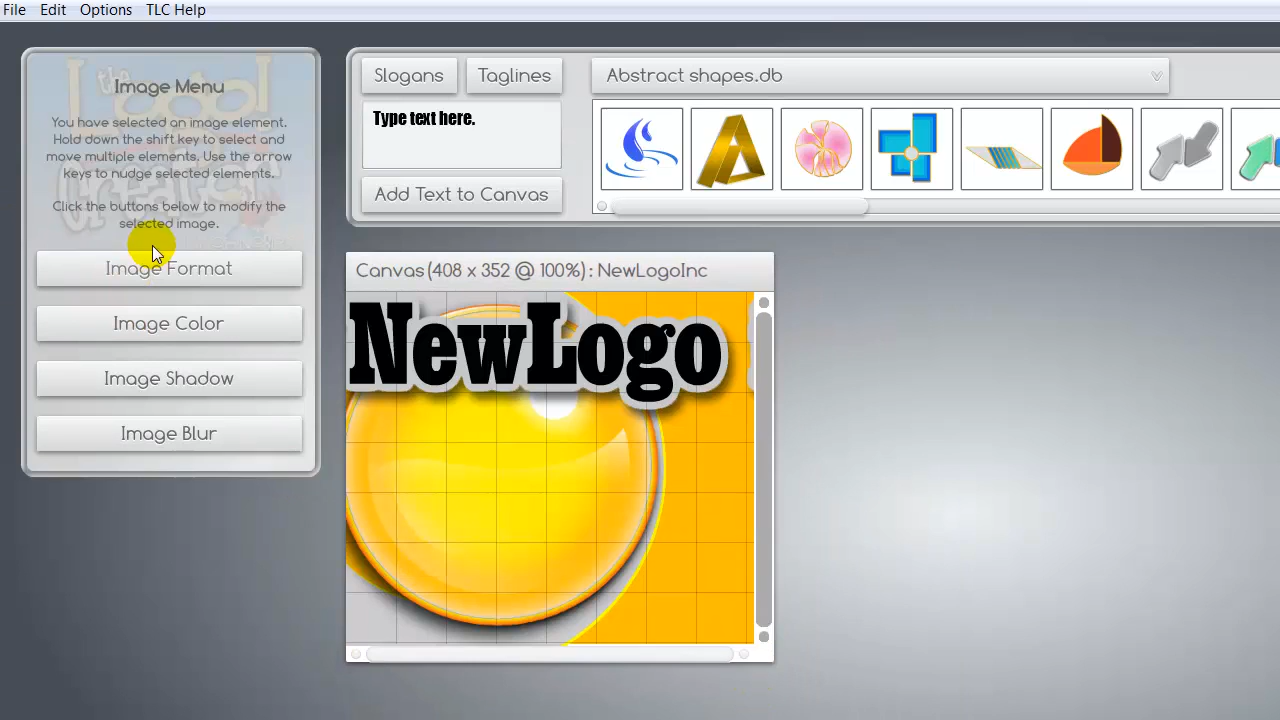 File Edit Options TLC Help
Image Menu
You have selected an image element.
Hold down the shift key to select and
move multiple elements. Use the arrow
keys to nudge selected elements.
Click the buttons below to modify the
selected image.
Image Format
Image Color
Image Shadow
Image Blur
Slogans Taglines
Type text here.
Add Text to Canvas
Abstract shapes.db
Canvas (408 x 352 @ 100%) : NewLogoInc
NewLogo